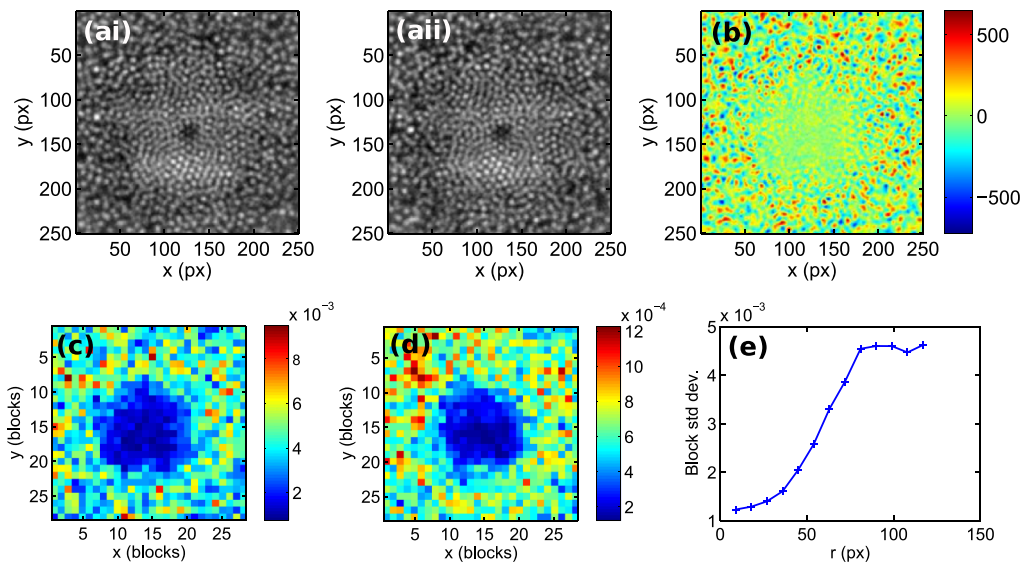 (ai)
50
100
150
200
250
50 100 150 200 250
x (px)
y (px)
(aii)
50
100
150
200
250
50 100 150 200 250
x (px)
y (px)
(b)
50
100
150
200
250
50 100 150 200 250
x (px)
y (px)
500
0
−500
(c)
5
10
15
20
25
5 10 15 20 25
x (blocks)
y (blocks)
x 10⁻³
8
6
4
2
(d)
5
10
15
20
25
5 10 15 20 25
x (blocks)
y (blocks)
x 10⁻⁴
12
10
8
6
4
2
(e)
x 10⁻³
5
4
3
2
1
0 50 100 150
r (px)
Block std dev.